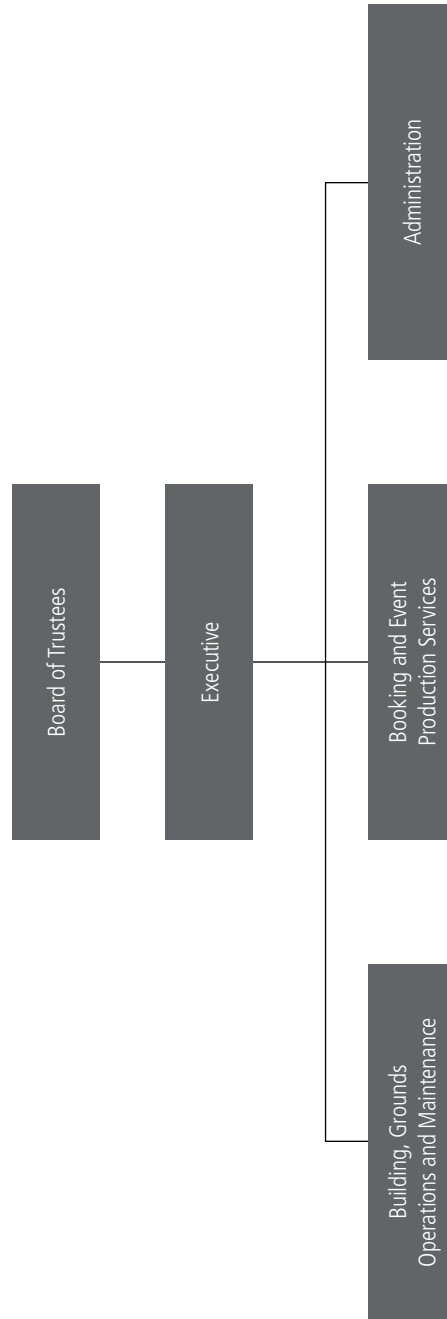 Board of Trustees
Executive
Building, Grounds
Operations and Maintenance
Booking and Event
Production Services
Administration